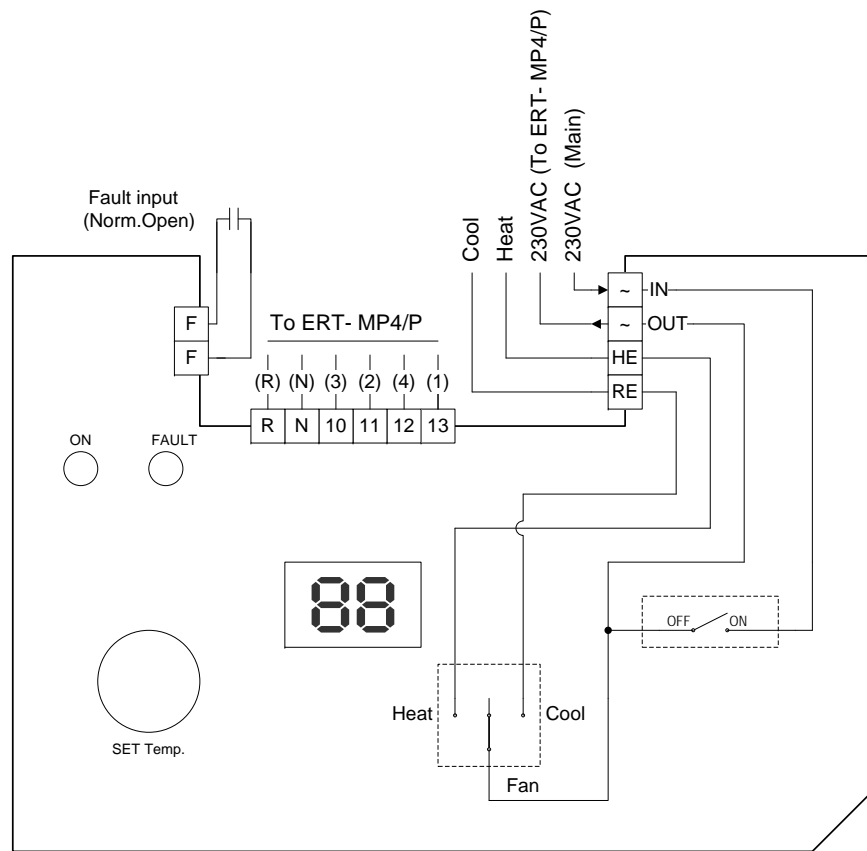 Fault input
(Norm.Open)
Cool
Heat
230VAC (To ERT- MP4/P)
230VAC (Main)
~ IN
~ OUT
HE
RE
F
F
To ERT- MP4/P
(R) (N) (3) (2) (4) (1)
R N 10 11 12 13
ON
FAULT
88
OFF ON
SET Temp.
Heat
Cool
Fan